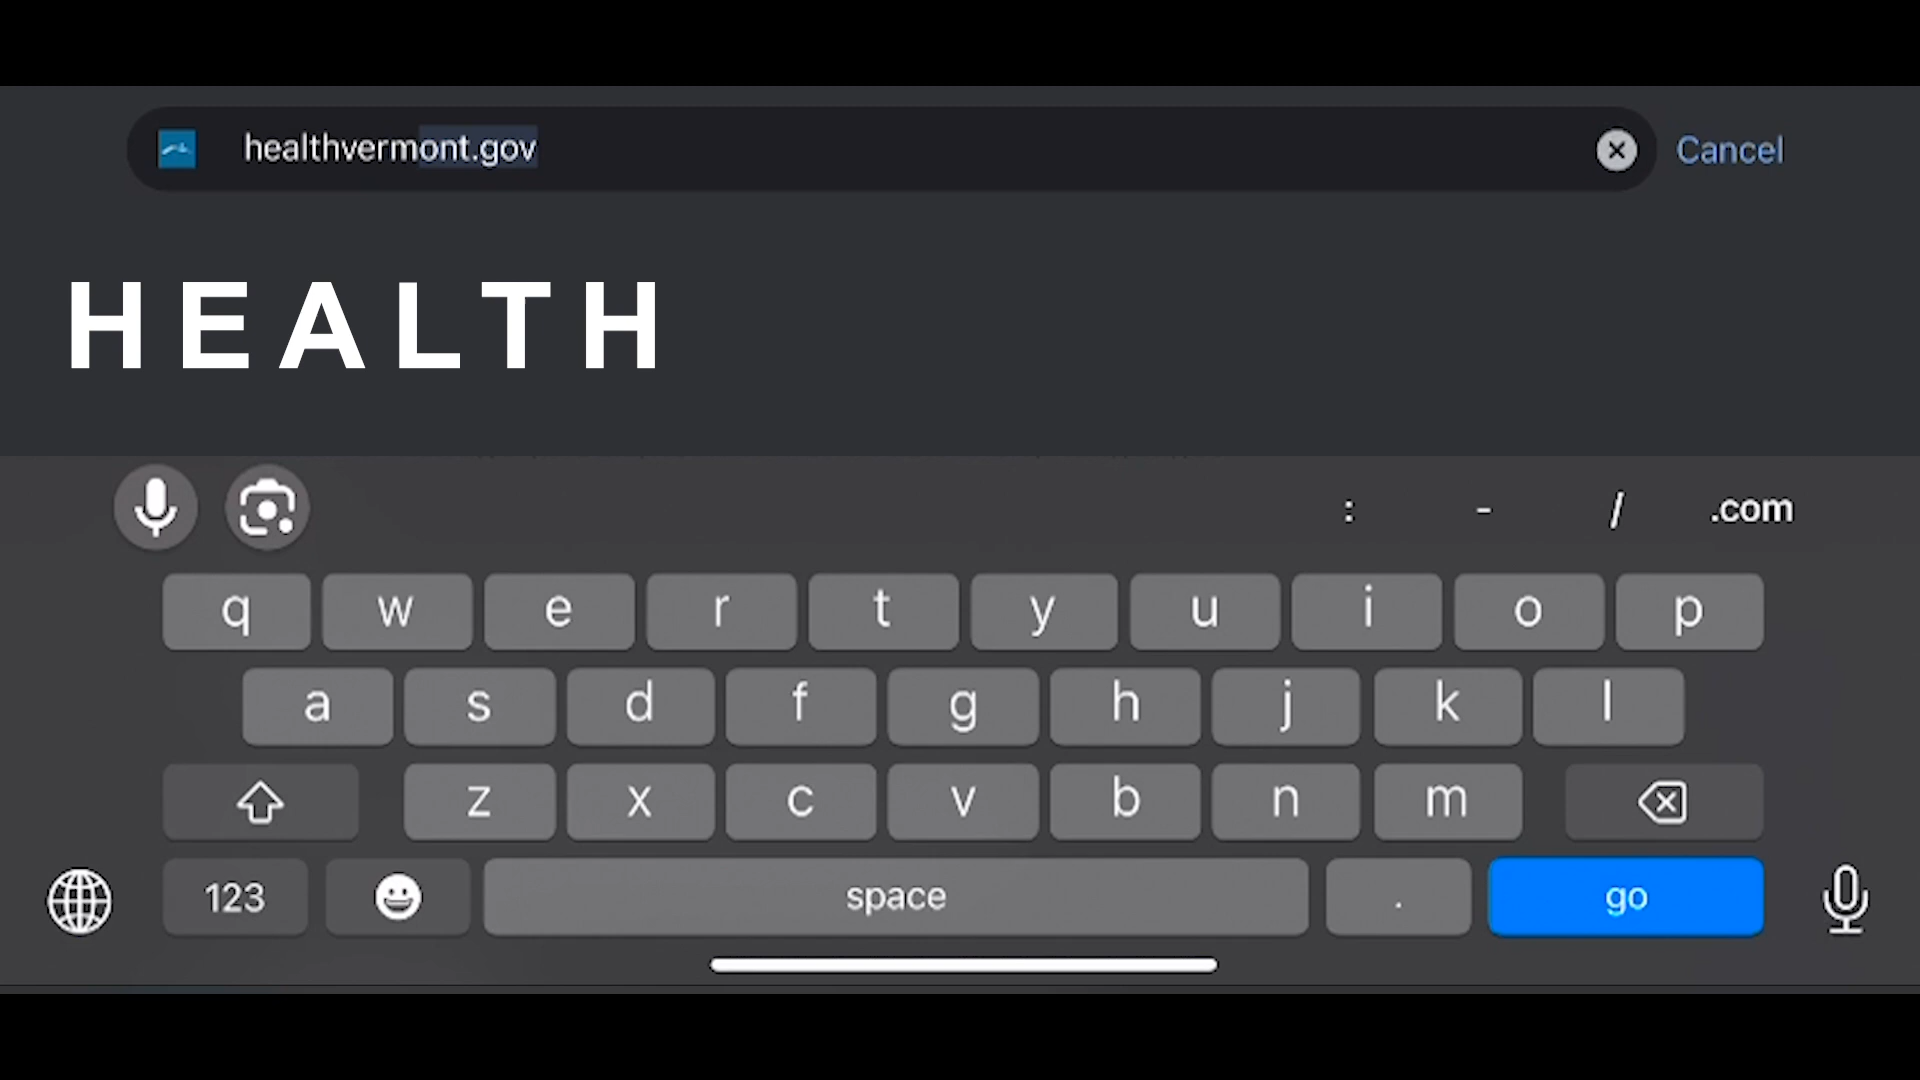 healthvermont.gov
Cancel
HEALTH
: - / .com
q w e r t y u i o p
a s d f g h j k l
z x c v b n m
123 space . go